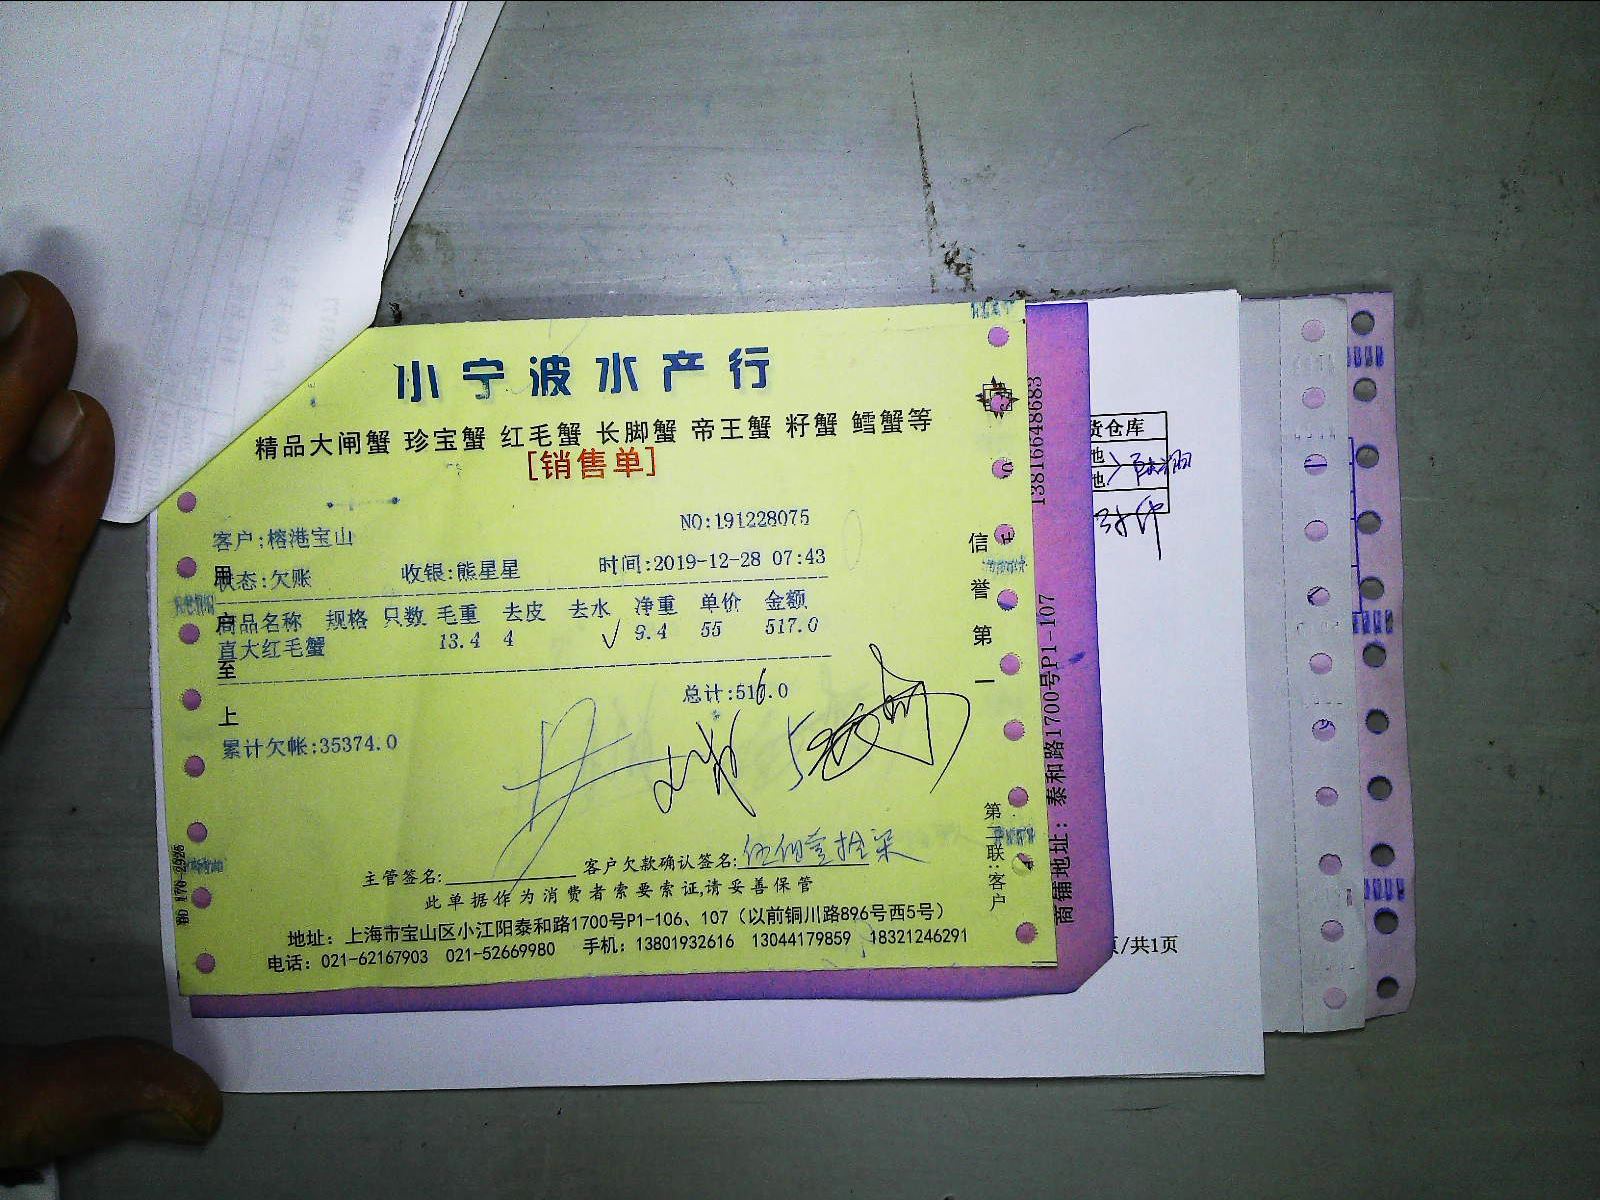 小宁波水产行
精品大闸蟹 珍宝蟹 红毛蟹 长脚蟹 帝王蟹 籽蟹 鳕蟹等
[销售单]
NO:191228075
客户:榕港宝山
状态:欠账 收银:熊星星 时间:2019-12-28 07:43
商品名称 规格 只数 毛重 去皮 去水 净重 单价 金额
直大红毛蟹 13.4 4 9.4 55 517.0
总计:516.0
累计欠帐:35374.0
用户至上
信誉第一
第二联:客户
主管签名: 客户欠款确认签名:伍佰壹拾柒
此单据作为消费者索要索证,请妥善保管
地址：上海市宝山区小江阳泰和路1700号P1-106、107（以前铜川路896号西5号）
电话：021-62167903 021-52669980 手机：13801932616 13044179859 18321246291
商铺地址：泰和路1700号P1-107 13816648683
货仓库
页/共1页